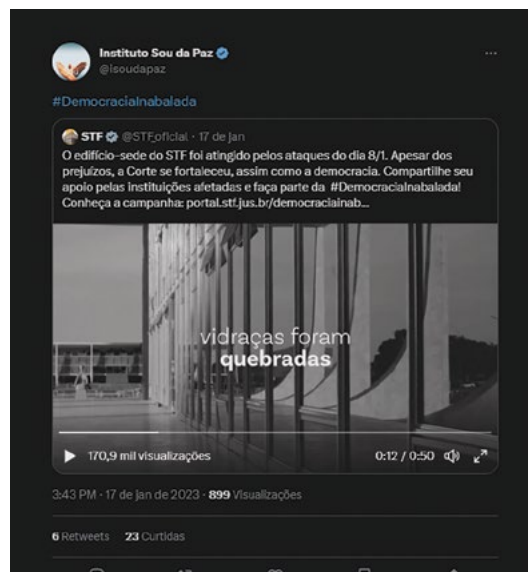 Instituto Sou da Paz
@isoudapaz
#DemocraciaInabalada
STF @STF_oficial · 17 de jan
O edifício-sede do STF foi atingido pelos ataques do dia 8/1. Apesar dos
prejuízos, a Corte se fortaleceu, assim como a democracia. Compartilhe seu
apoio pelas instituições afetadas e faça parte da #DemocraciaInabalada!
Conheça a campanha: portal.stf.jus.br/democraciainab...
vidraças foram
quebradas
170,9 mil visualizações 0:12 / 0:50
3:43 PM · 17 de jan de 2023 · 899 Visualizações
6 Retweets 23 Curtidas